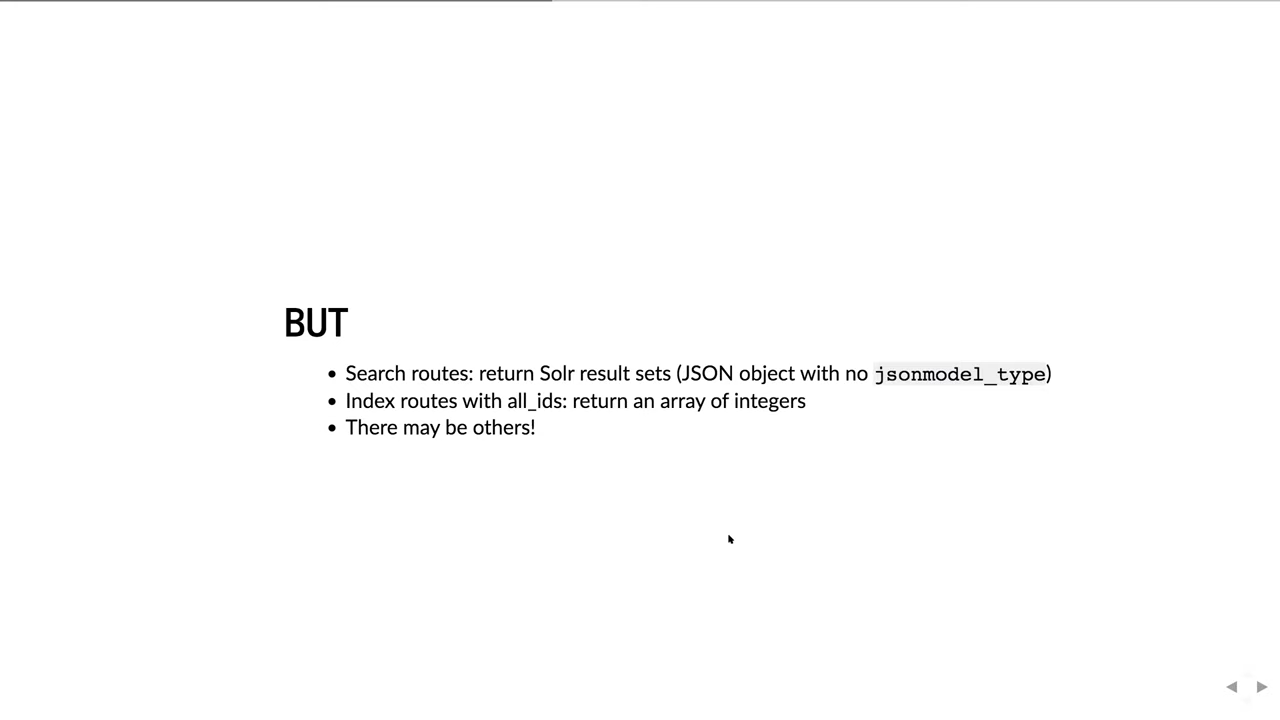 BUT
• Search routes: return Solr result sets (JSON object with no jsonmodel_type)
• Index routes with all_ids: return an array of integers
• There may be others!